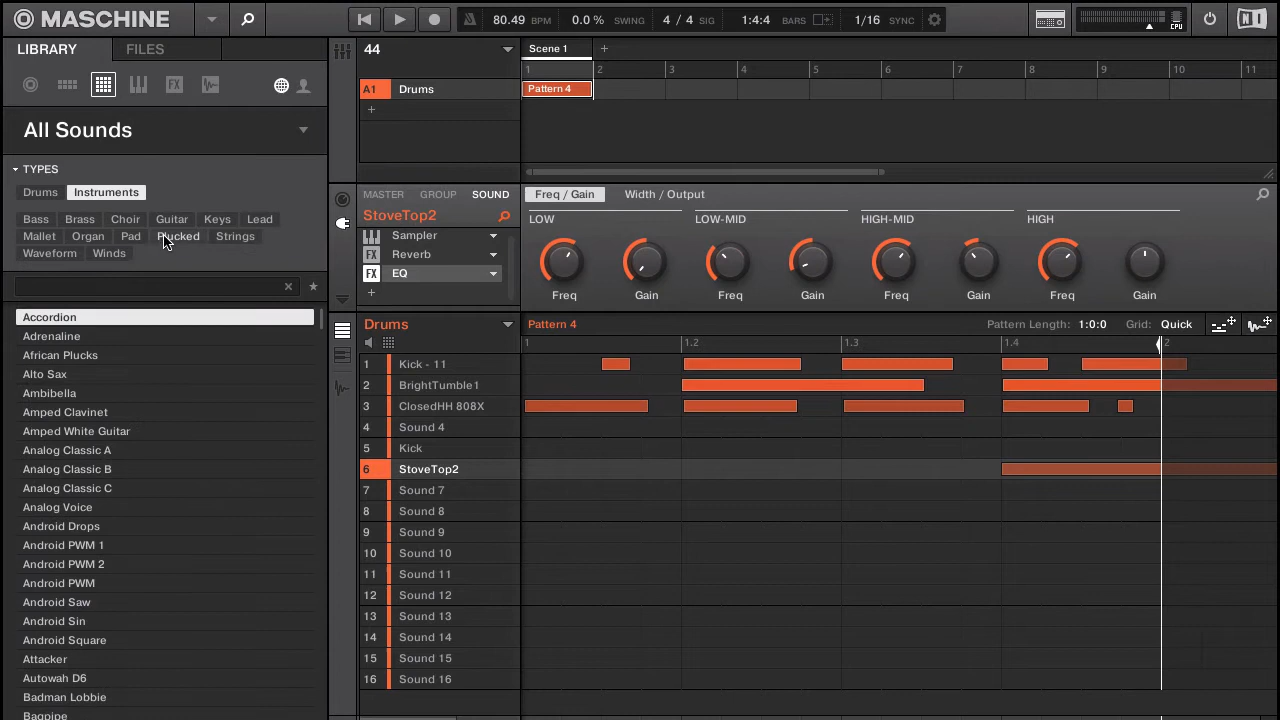 MASCHINE
80.49 BPM 0.0 % SWING 4 / 4 SIG 1:4:4 BARS 1/16 SYNC CPU
LIBRARY FILES
44 Scene 1 +
1 2 3 4 5 6 7 8 9 10 11
A1 Drums Pattern 4
+
FX
All Sounds
TYPES
Drums Instruments
Bass Brass Choir Guitar Keys Lead
Mallet Organ Pad Plucked Strings
Waveform Winds
Accordion
Adrenaline
African Plucks
Alto Sax
Ambibella
Amped Clavinet
Amped White Guitar
Analog Classic A
Analog Classic B
Analog Classic C
Analog Voice
Android Drops
Android PWM 1
Android PWM 2
Android PWM
Android Saw
Android Sin
Android Square
Attacker
Autowah D6
Badman Lobbie
Bagpipe
MASTER GROUP SOUND
StoveTop2
Sampler
FX Reverb
FX EQ
+
Freq / Gain Width / Output
LOW LOW-MID HIGH-MID HIGH
Freq Gain Freq Gain Freq Gain Freq Gain
Drums Pattern 4 Pattern Length: 1:0:0 Grid: Quick
1 1.2 1.3 1.4 2
1 Kick - 11
2 BrightTumble1
3 ClosedHH 808X
4 Sound 4
5 Kick
6 StoveTop2
7 Sound 7
8 Sound 8
9 Sound 9
10 Sound 10
11 Sound 11
12 Sound 12
13 Sound 13
14 Sound 14
15 Sound 15
16 Sound 16